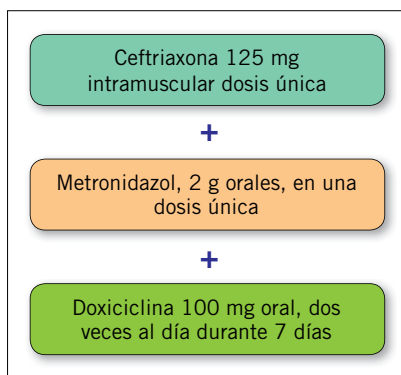 Ceftriaxona 125 mg
intramuscular dosis única
+
Metronidazol, 2 g orales, en una
dosis única
+
Doxiciclina 100 mg oral, dos
veces al día durante 7 días